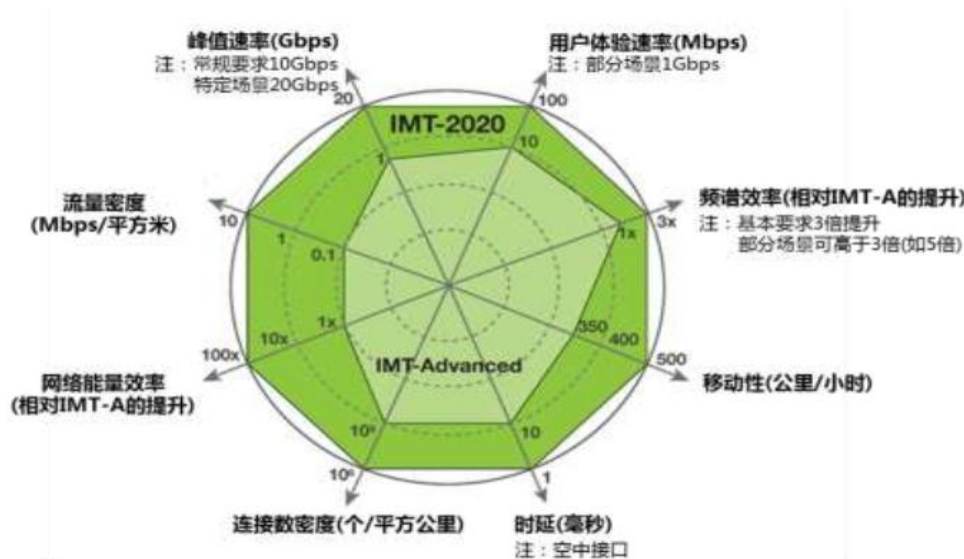 峰值速率(Gbps)
注：常规要求10Gbps
特定场景20Gbps
用户体验速率(Mbps)
注：部分场景1Gbps
20
100
IMT-2020
1
10
流量密度
(Mbps/平方米)
10
1
0.1
频谱效率(相对IMT-A的提升)
注：基本要求3倍提升
部分场景可高于3倍(如5倍)
1x
3x
网络能量效率
(相对IMT-A的提升)
100x
10x
1x
350
400
500
移动性(公里/小时)
IMT-Advanced
10
10⁶
1
连接数密度(个/平方公里)
时延(毫秒)
注：空中接口